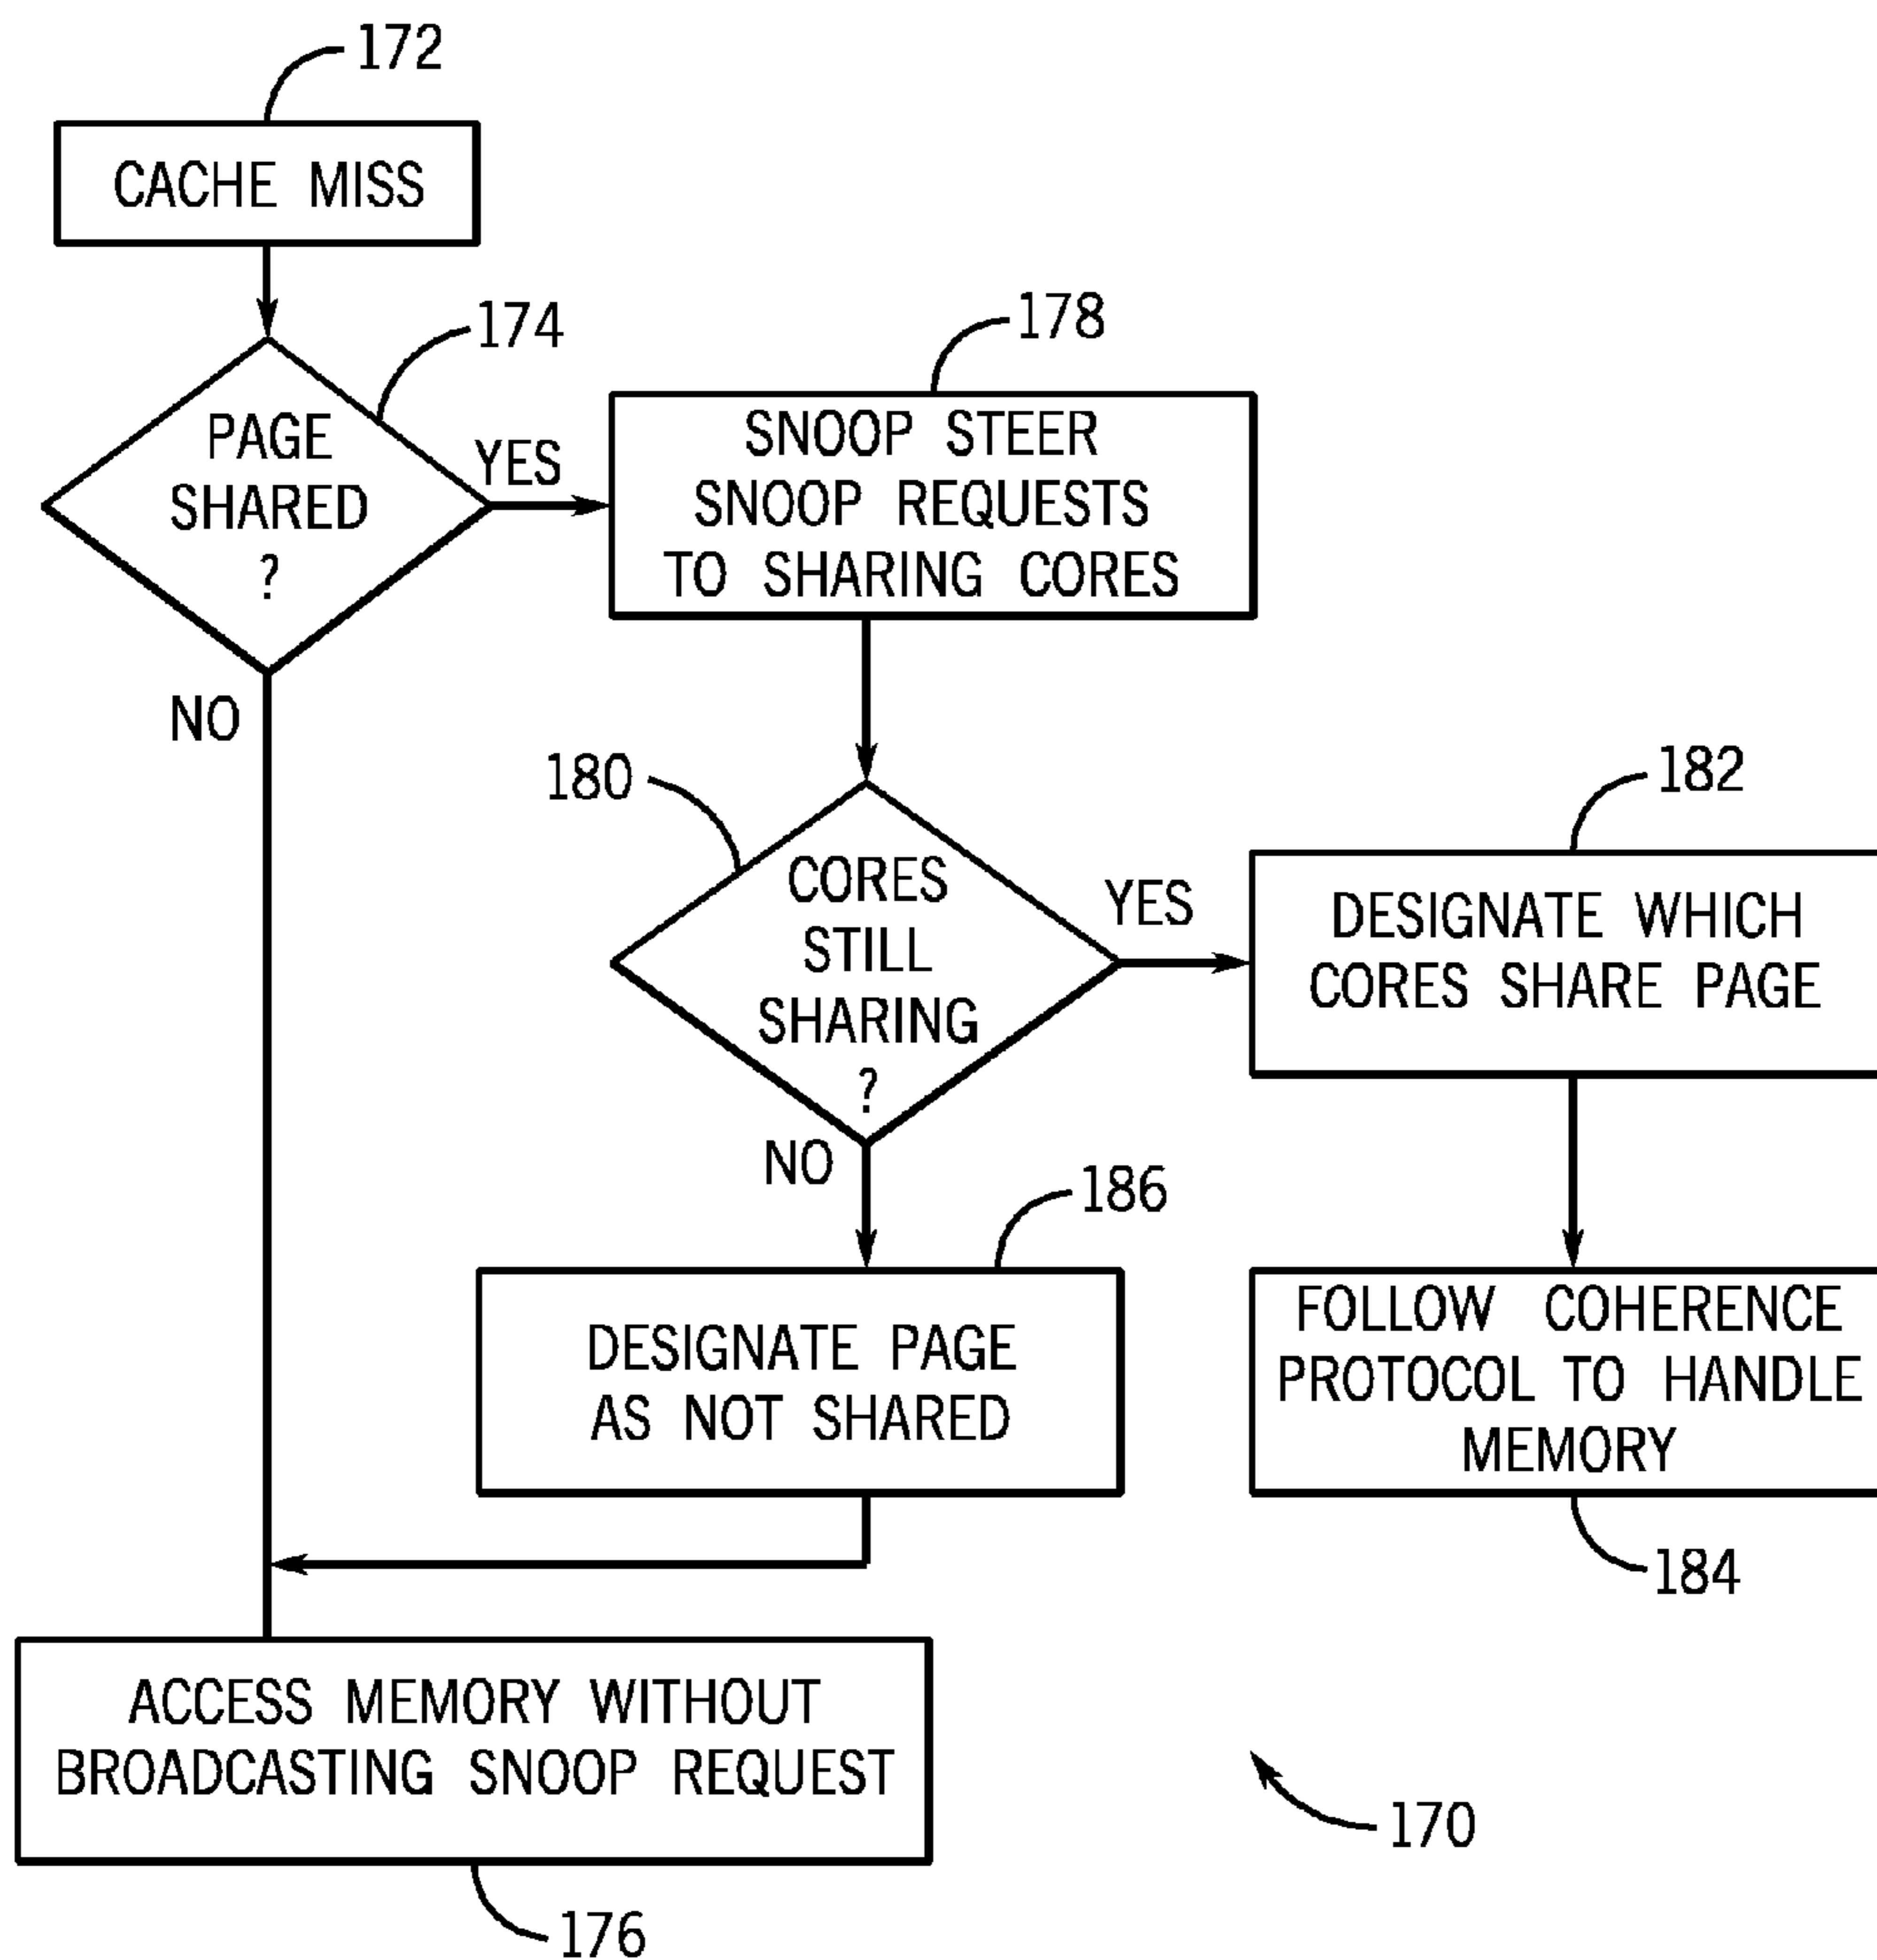 172
CACHE MISS
174
PAGE
SHARED
?
YES
NO
178
SNOOP STEER
SNOOP REQUESTS
TO SHARING CORES
180
CORES
STILL
SHARING
?
YES
NO
182
DESIGNATE WHICH
CORES SHARE PAGE
186
DESIGNATE PAGE
AS NOT SHARED
FOLLOW COHERENCE
PROTOCOL TO HANDLE
MEMORY
184
ACCESS MEMORY WITHOUT
BROADCASTING SNOOP REQUEST
176
170